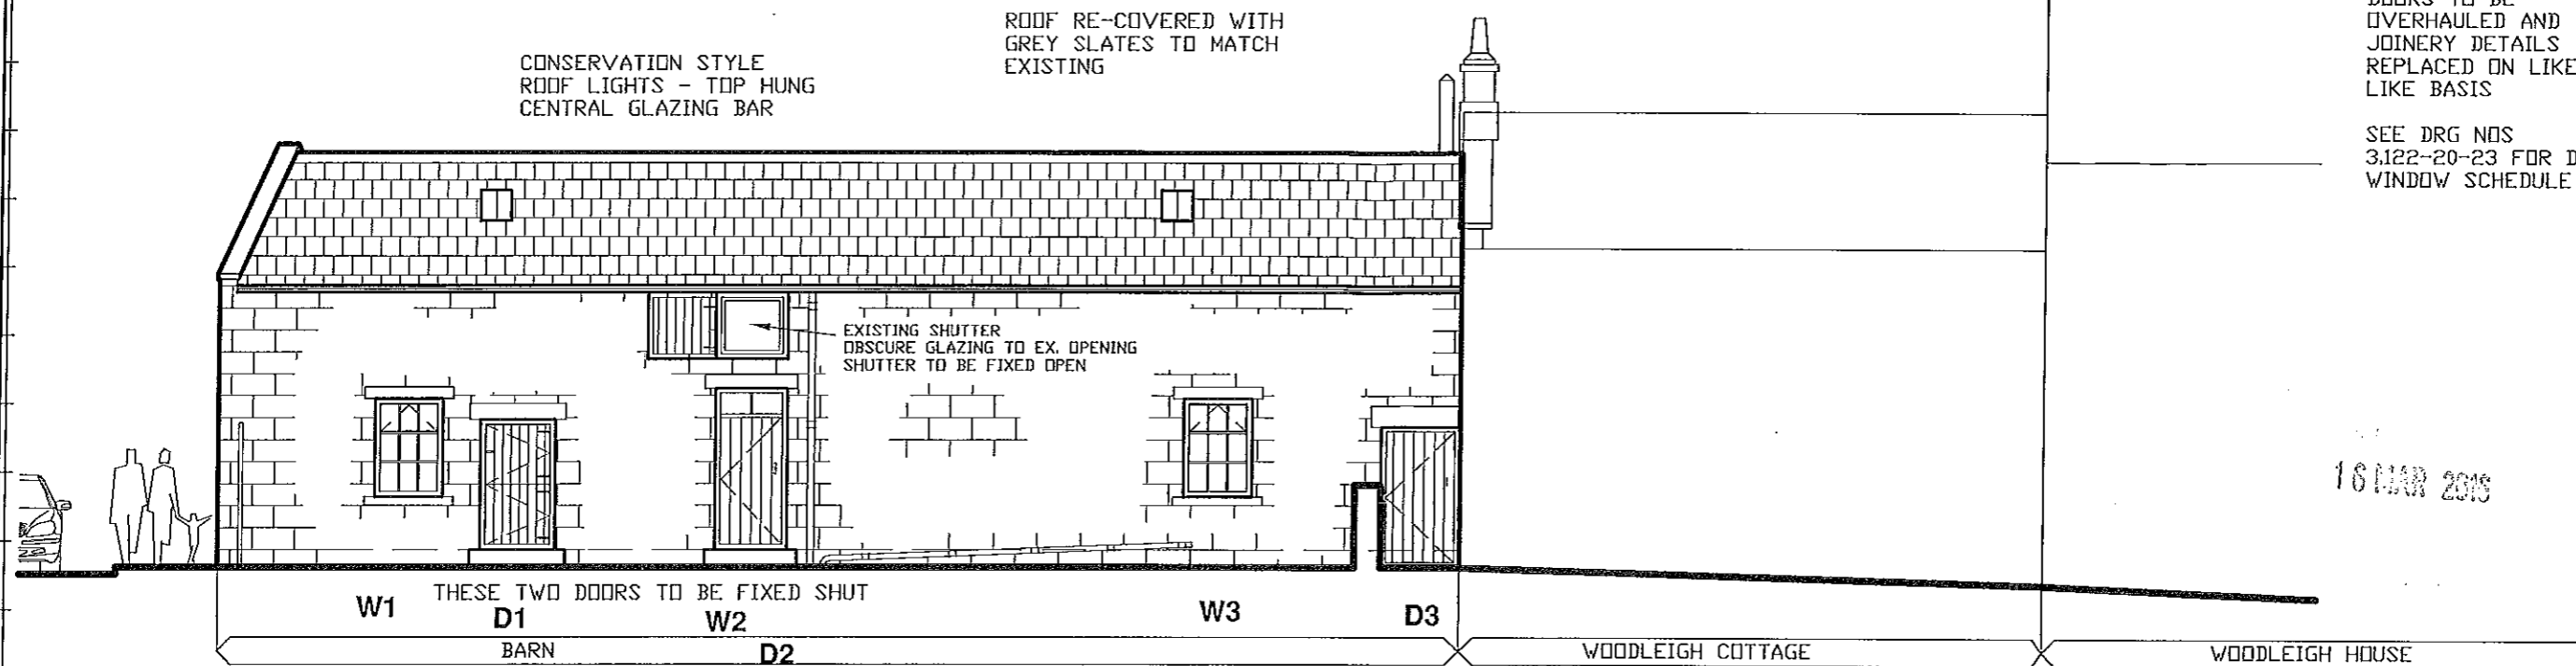 CONSERVATION STYLE
ROOF LIGHTS - TOP HUNG
CENTRAL GLAZING BAR
ROOF RE-COVERED WITH
GREY SLATES TO MATCH
EXISTING
DOORS TO BE
OVERHAULED AND
JOINERY DETAILS
REPLACED ON LIKE
LIKE BASIS
SEE DRG NOS
3,122-20-23 FOR D
WINDOW SCHEDULE
EXISTING SHUTTER
OBSCURE GLAZING TO EX. OPENING
SHUTTER TO BE FIXED OPEN
16 MAR
THESE TWO DOORS TO BE FIXED SHUT
W1
D1
W2
W3
D3
BARN
D2
WOODLEIGH COTTAGE
WOODLEIGH HOUSE